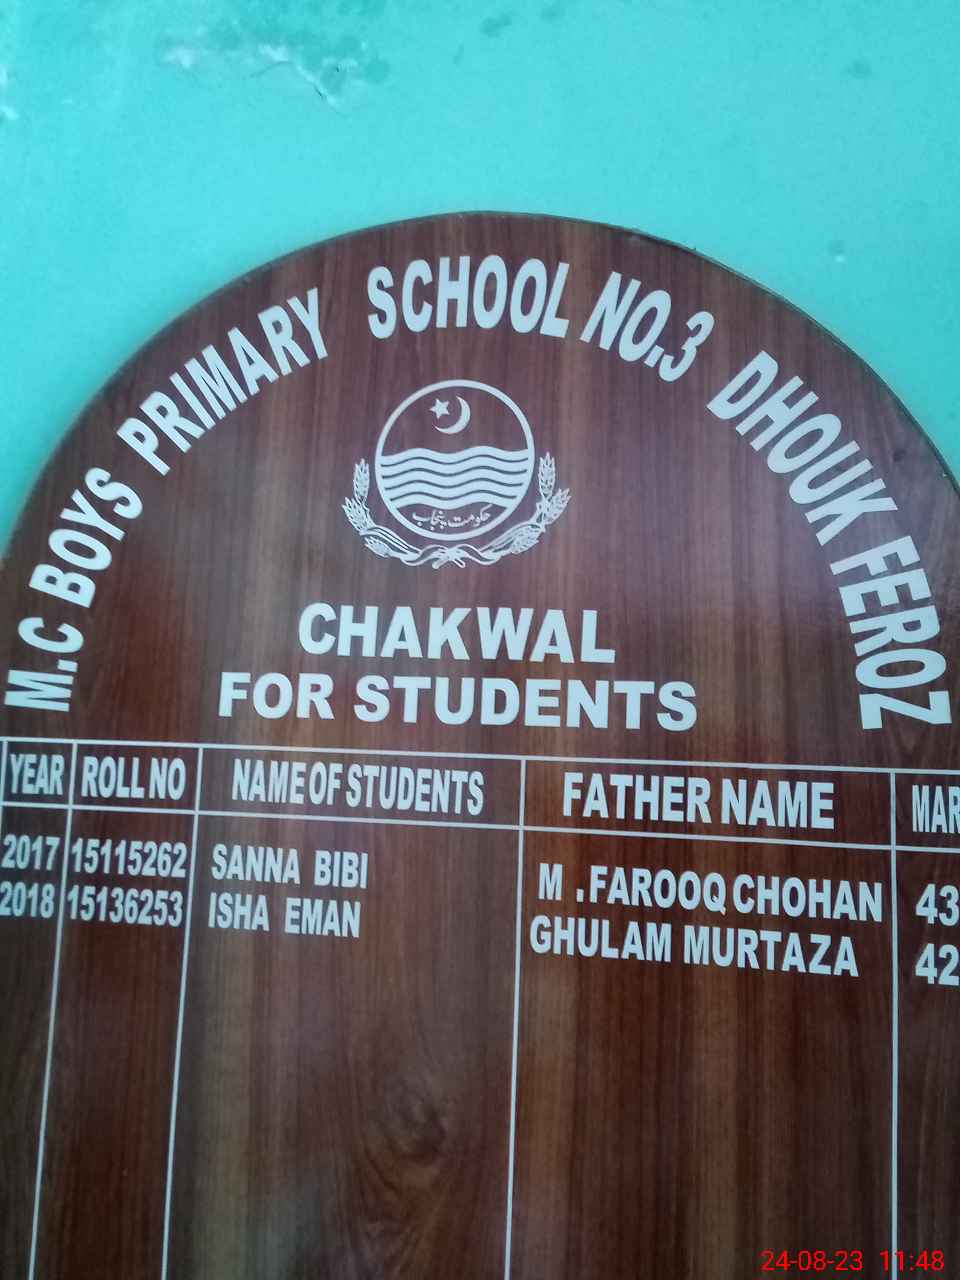 M.C BOYS PRIMARY SCHOOL NO.3 DHOUK FEROZ
حکومت پنجاب
CHAKWAL
FOR STUDENTS
YEAR ROLL NO NAME OF STUDENTS FATHER NAME MAR
2017 15115262 SANNA BIBI M .FAROOQ CHOHAN 43
2018 15136253 ISHA EMAN GHULAM MURTAZA 42
24-08-23 11:48